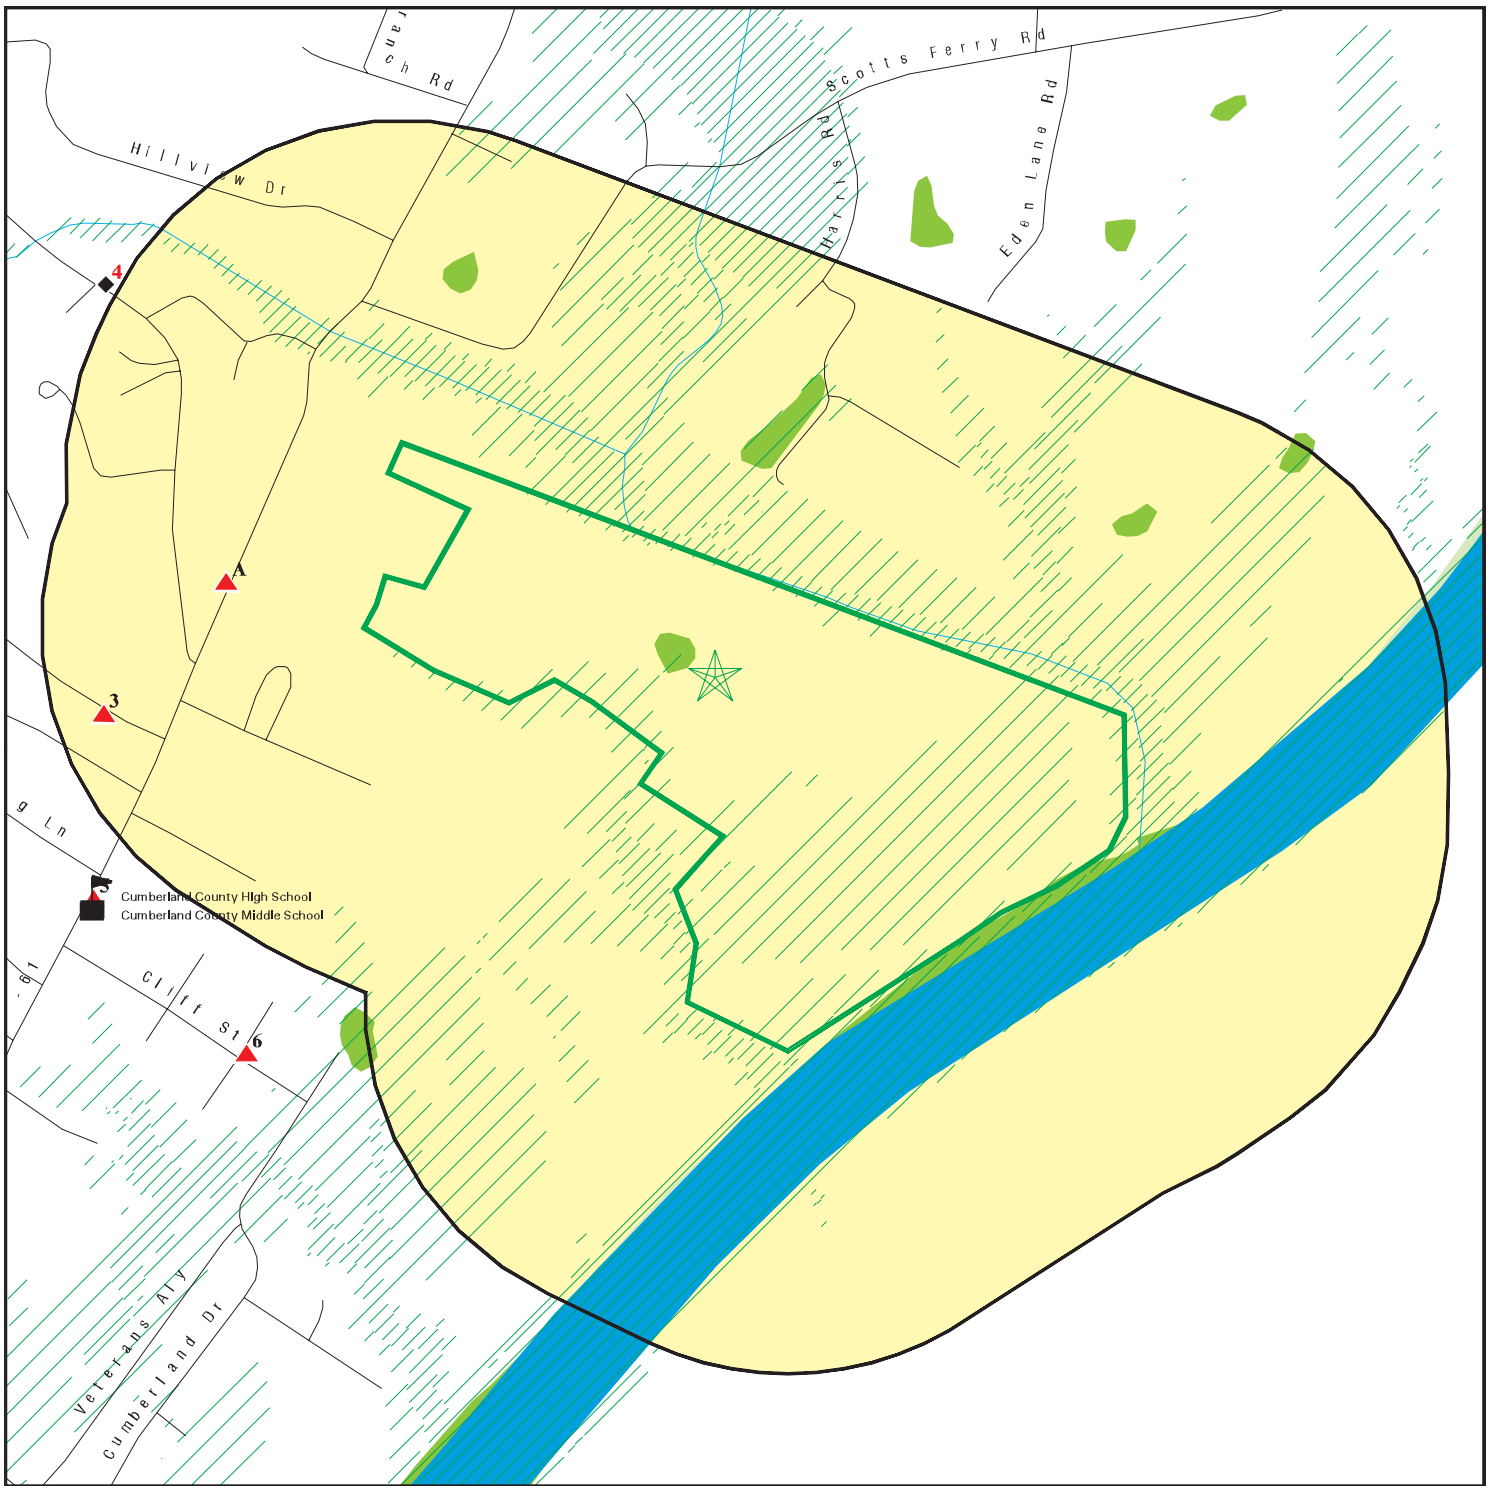 ranch Rd
Scotts Ferry Rd
Eden Lane Rd
Harris Rd
Hillview Dr
4
A
3
g Ln
5
Cumberland County High School
Cumberland County Middle School
-61
Cliff St
6
Veterans Aly
Cumberland Dr